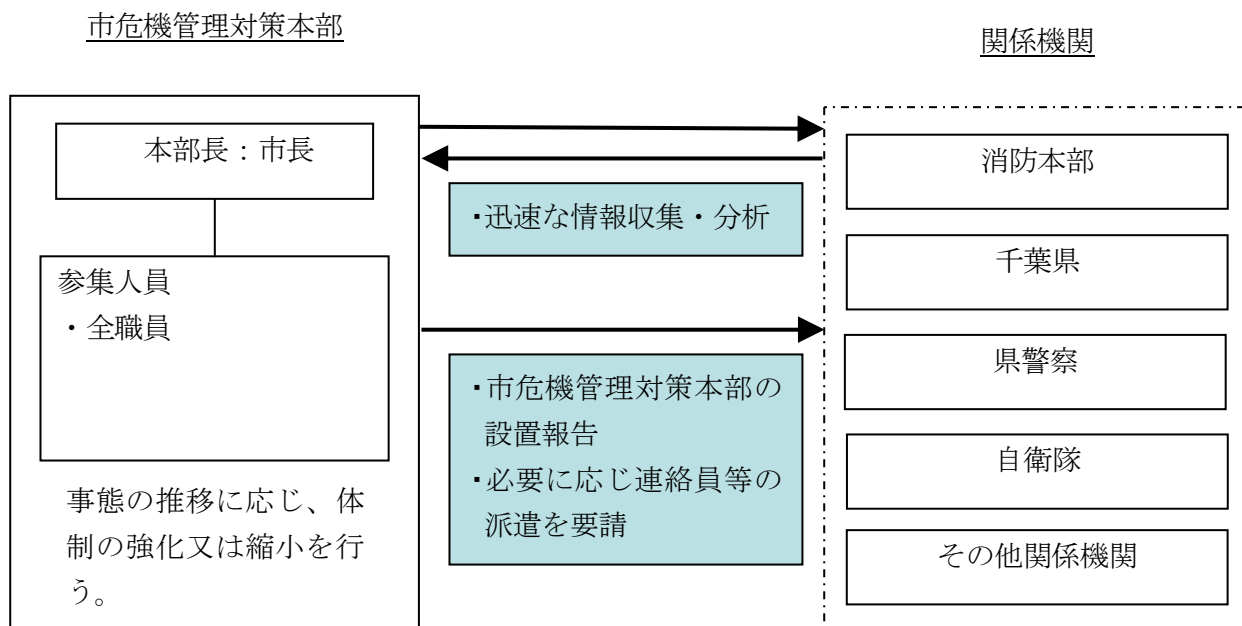 市危機管理対策本部
関係機関
本部長：市長
参集人員
・全職員
事態の推移に応じ、体
制の強化又は縮小を行
う。
・迅速な情報収集・分析
・市危機管理対策本部の
設置報告
・必要に応じ連絡員等の
派遣を要請
消防本部
千葉県
県警察
自衛隊
その他関係機関